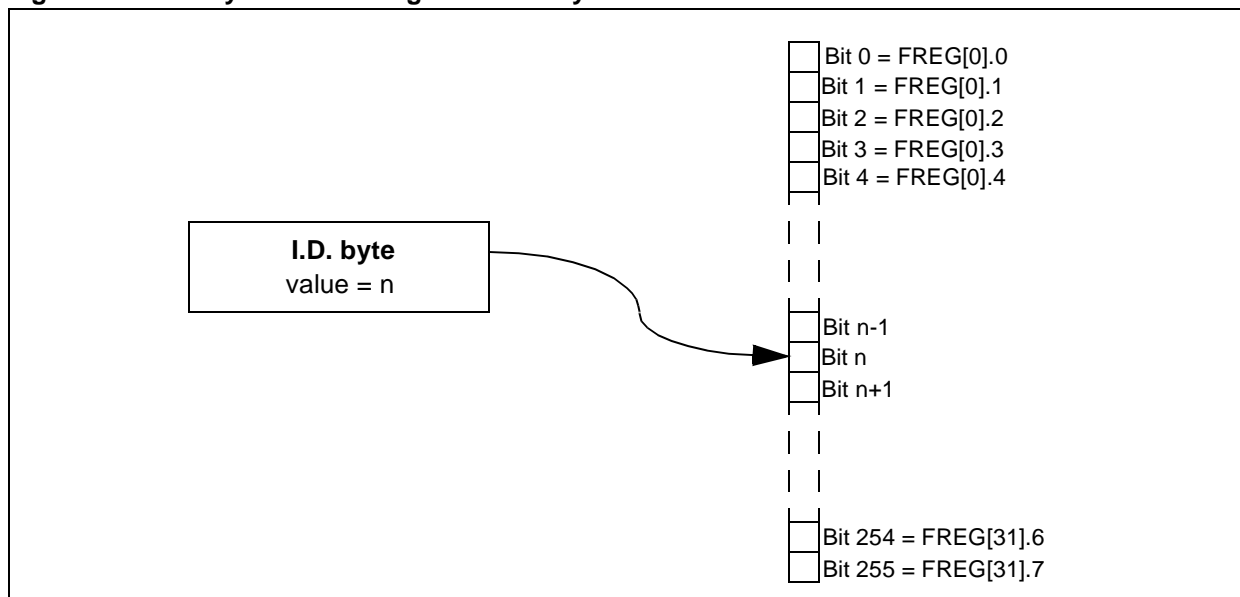 I.D. byte
value = n
Bit 0 = FREG[0].0
Bit 1 = FREG[0].1
Bit 2 = FREG[0].2
Bit 3 = FREG[0].3
Bit 4 = FREG[0].4
Bit n-1
Bit n
Bit n+1
Bit 254 = FREG[31].6
Bit 255 = FREG[31].7